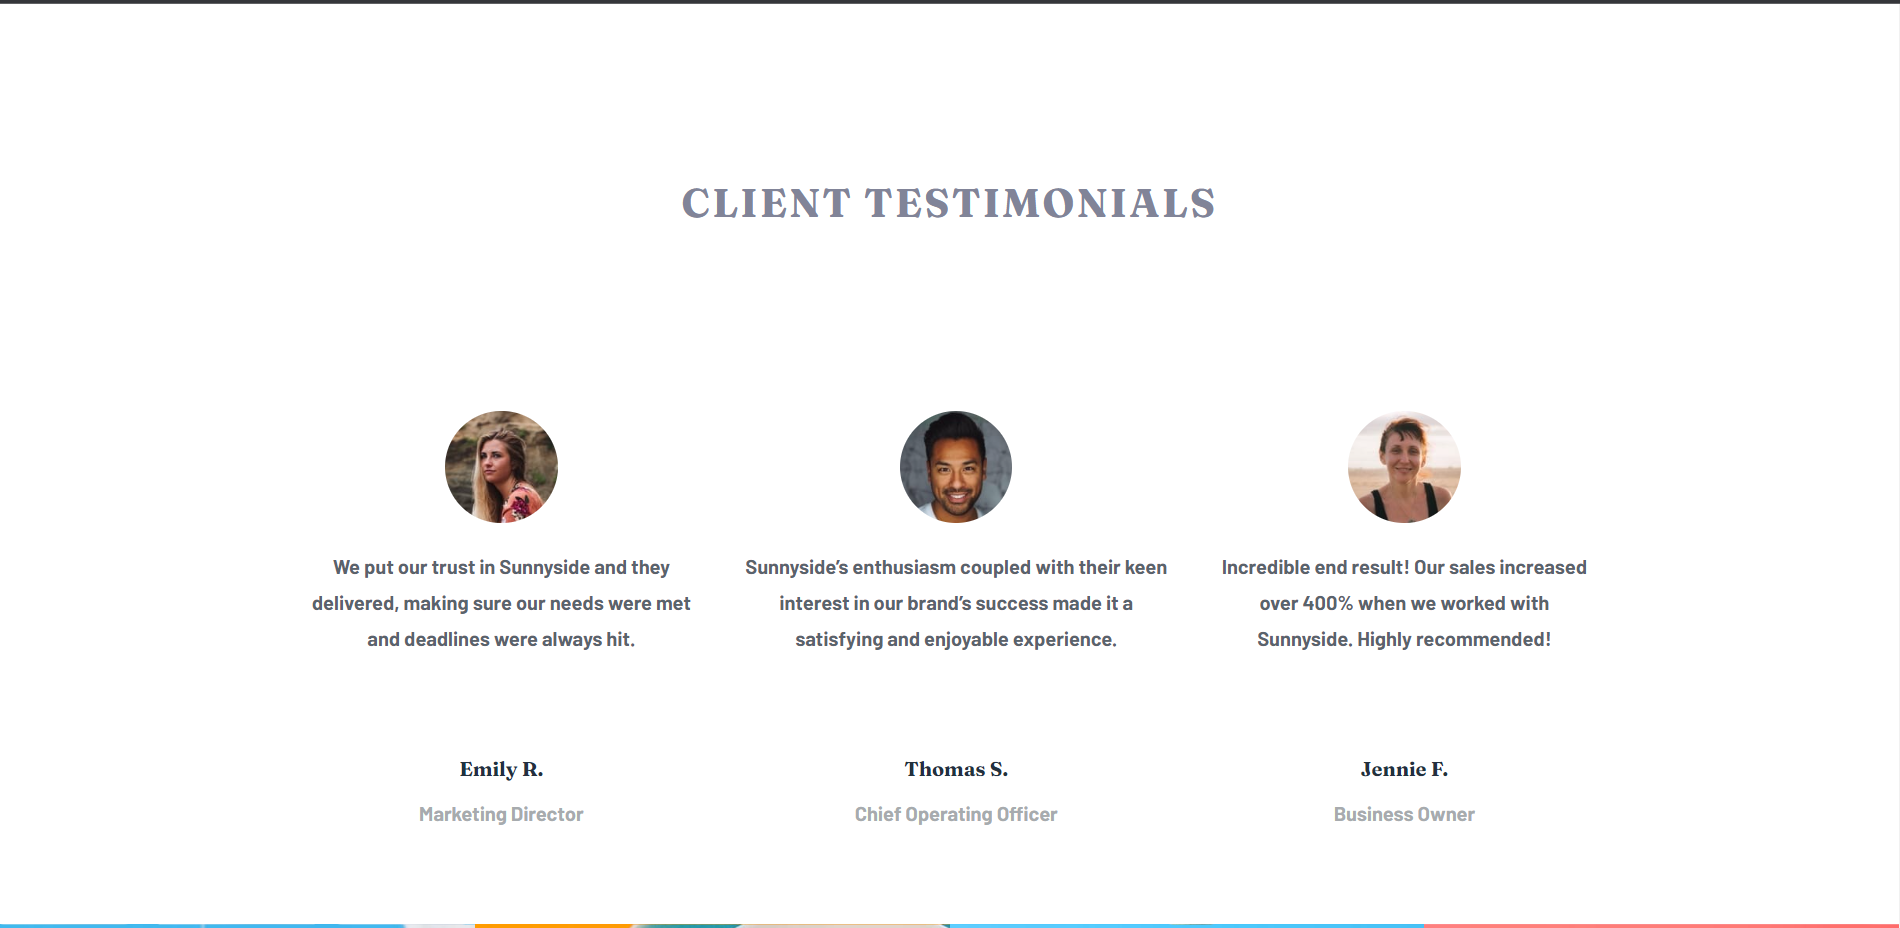 CLIENT TESTIMONIALS
We put our trust in Sunnyside and they
delivered, making sure our needs were met
and deadlines were always hit.
Emily R.
Marketing Director
Sunnyside’s enthusiasm coupled with their keen
interest in our brand’s success made it a
satisfying and enjoyable experience.
Thomas S.
Chief Operating Officer
Incredible end result! Our sales increased
over 400% when we worked with
Sunnyside. Highly recommended!
Jennie F.
Business Owner